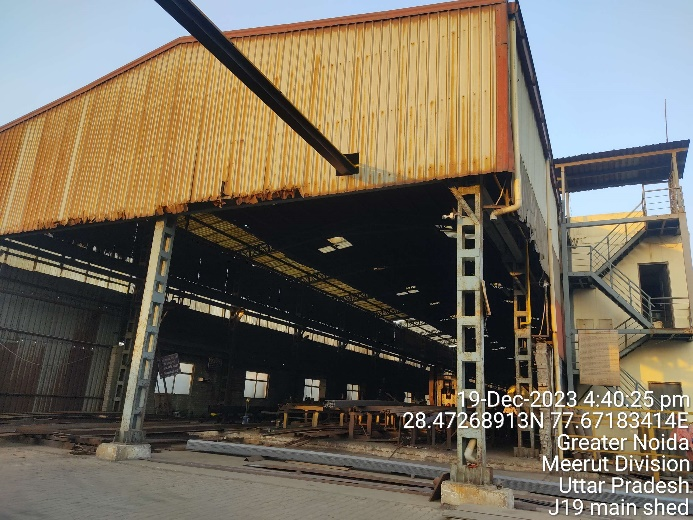 19-Dec-2023 4:40:25 pm
28.47268913N 77.67183414E
Greater Noida
Meerut Division
Uttar Pradesh
J19 main shed